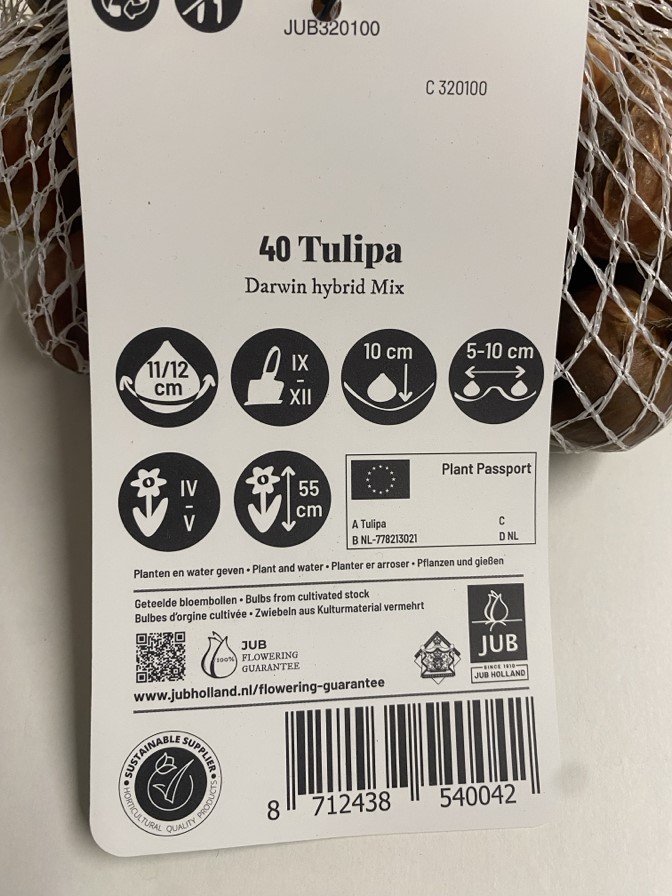 JUB320100
C 320100
40 Tulipa
Darwin hybrid Mix
11/12
cm
IX
-
XII
10 cm
5-10 cm
IV
-
V
55
cm
Plant Passport
A Tulipa
C
B NL-778213021
D NL
Planten en water geven • Plant and water • Planter er arroser • Pflanzen und gießen
Geteelde bloembollen • Bulbs from cultivated stock
Bulbes d'orgine cultivée • Zwiebeln aus Kulturmaterial vermehrt
100%
JUB
FLOWERING
GUARANTEE
JUB
SINCE 1910
JUB HOLLAND
www.jubholland.nl/flowering-guarantee
SUSTAINABLE SUPPLIER
HORTICULTURAL QUALITY PRODUCTS
8 712438 540042